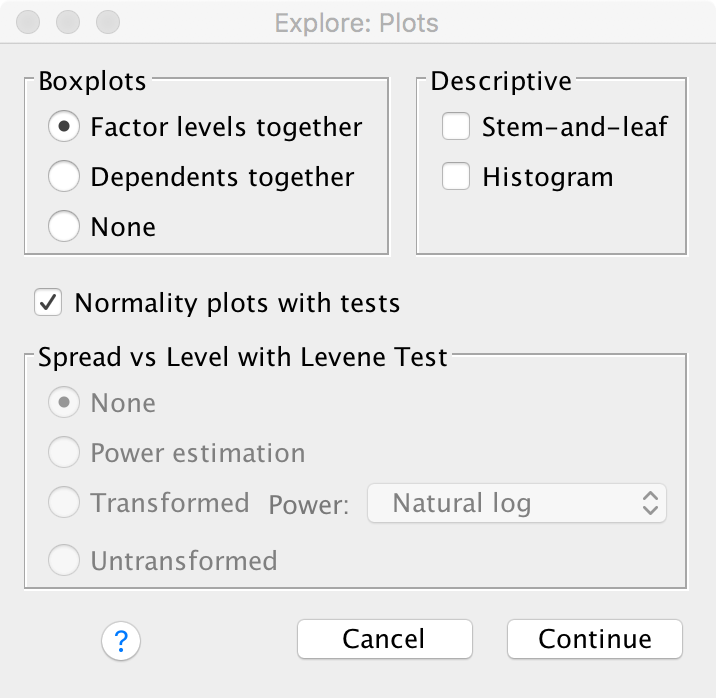 Explore: Plots
Boxplots
Factor levels together
Dependents together
None
Descriptive
Stem-and-leaf
Histogram
Normality plots with tests
Spread vs Level with Levene Test
None
Power estimation
Transformed Power: Natural log
Untransformed
? Cancel Continue